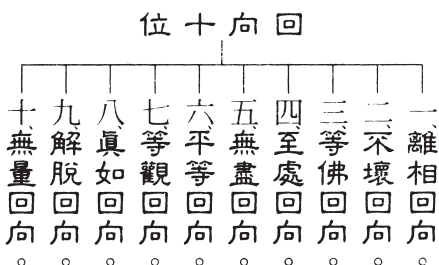 回向十位
一、離相回向。
二、不壞回向。
三、等佛回向。
四、至處回向。
五、無盡回向。
六、平等回向。
七、等觀回向。
八、眞如回向。
九、解脫回向。
十、無量回向。